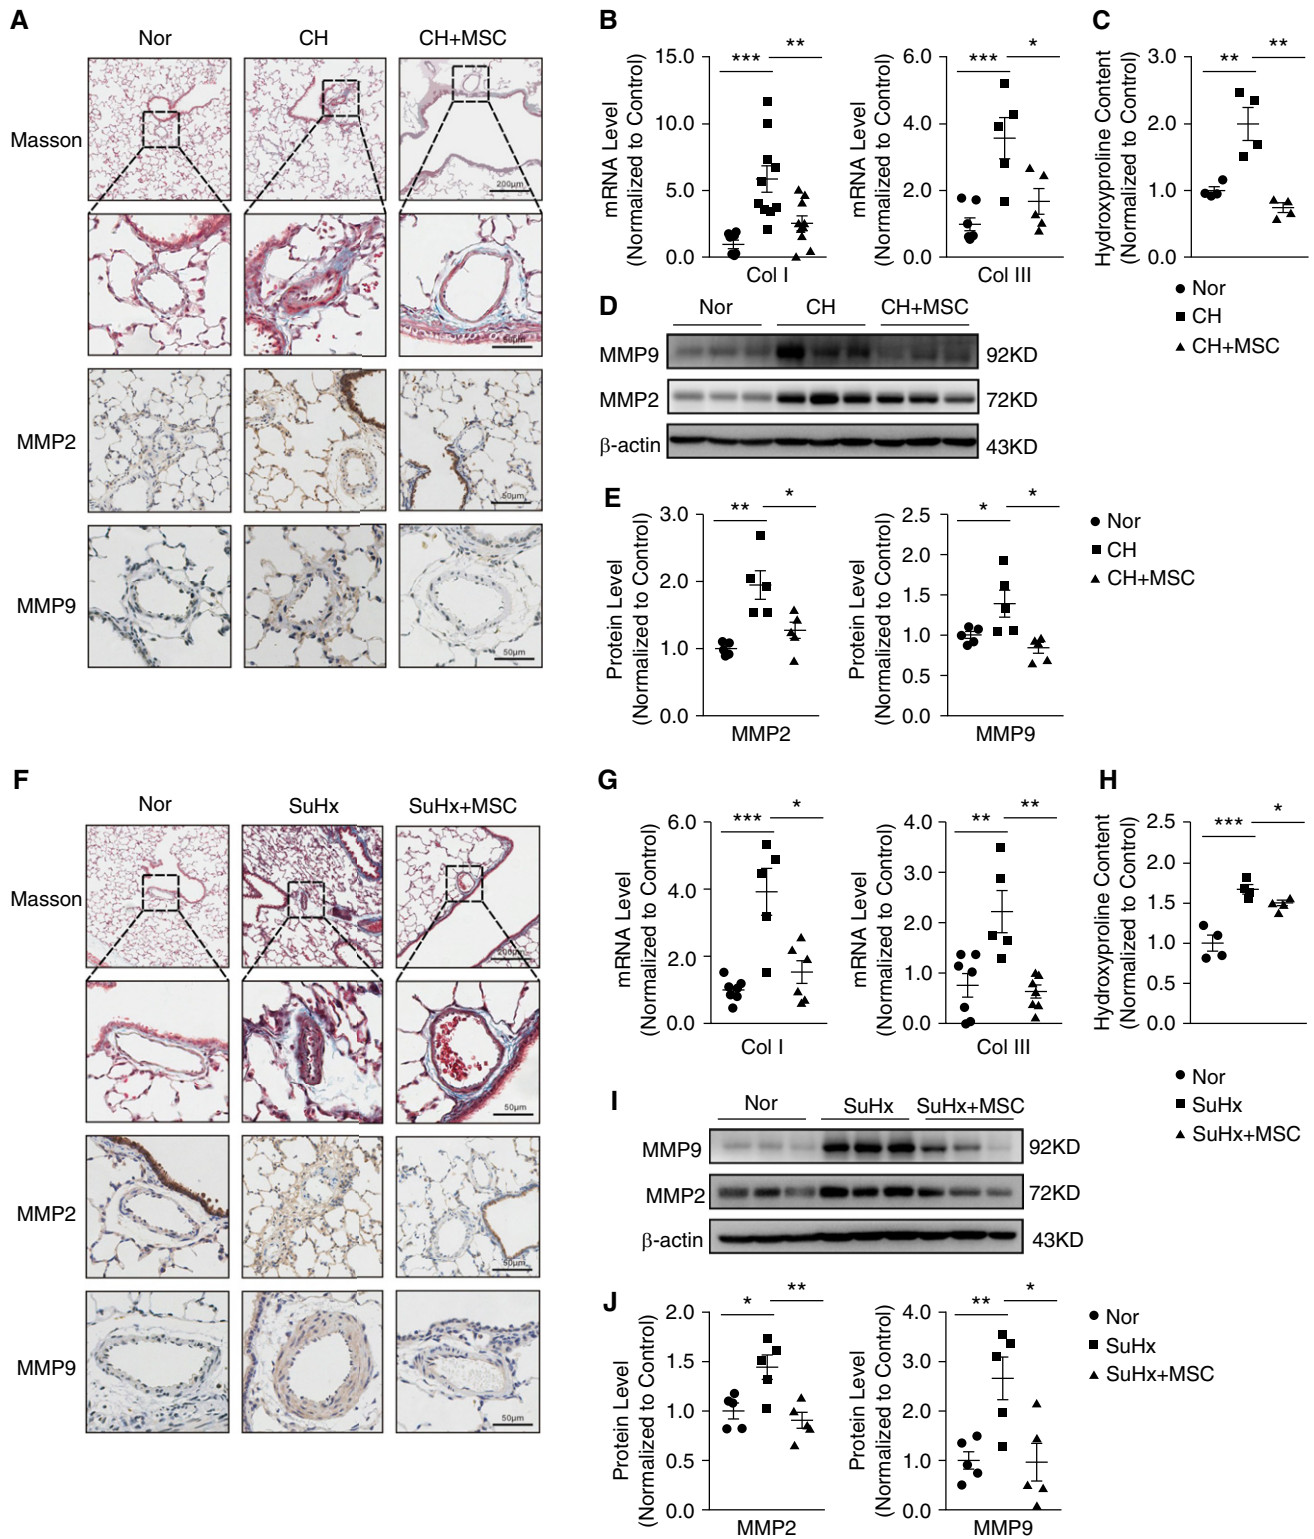 A
Nor CH CH+MSC
Masson
200μm
50μm
MMP2
50μm
MMP9
50μm
B
*** **
15.0
10.0
5.0
0.0
mRNA Level
(Normalized to Control)
Col I
*** *
6.0
4.0
2.0
0.0
mRNA Level
(Normalized to Control)
Col III
C
** **
3.0
2.0
1.0
0.0
Hydroxyproline Content
(Normalized to Control)
Nor
CH
CH+MSC
D
Nor CH CH+MSC
MMP9 92KD
MMP2 72KD
β-actin 43KD
E
** *
3.0
2.0
1.0
0.0
Protein Level
(Normalized to Control)
MMP2
* *
2.5
2.0
1.5
1.0
0.5
0.0
Protein Level
(Normalized to Control)
MMP9
Nor
CH
CH+MSC
F
Nor SuHx SuHx+MSC
Masson
200μm
50μm
MMP2
50μm
MMP9
50μm
G
*** *
6.0
4.0
2.0
0.0
mRNA Level
(Normalized to Control)
Col I
** **
4.0
3.0
2.0
1.0
0.0
mRNA Level
(Normalized to Control)
Col III
H
*** *
2.5
2.0
1.5
1.0
0.5
0.0
Hydroxyproline Content
(Normalized to Control)
Nor
SuHx
SuHx+MSC
I
Nor SuHx SuHx+MSC
MMP9 92KD
MMP2 72KD
β-actin 43KD
J
* **
2.0
1.5
1.0
0.5
0.0
Protein Level
(Normalized to Control)
MMP2
** *
4.0
3.0
2.0
1.0
0.0
Protein Level
(Normalized to Control)
MMP9
Nor
SuHx
SuHx+MSC